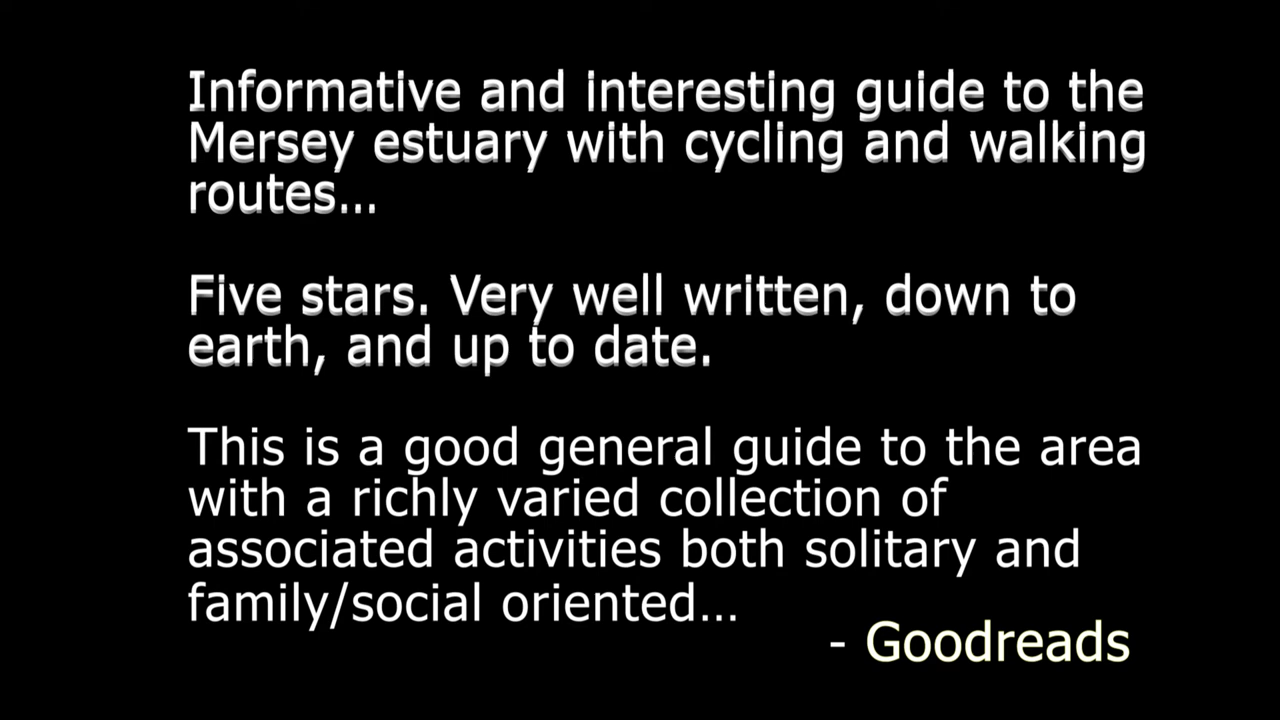 Informative and interesting guide to the
Mersey estuary with cycling and walking
routes...
Five stars. Very well written, down to
earth, and up to date.
This is a good general guide to the area
with a richly varied collection of
associated activities both solitary and
family/social oriented...
- Goodreads